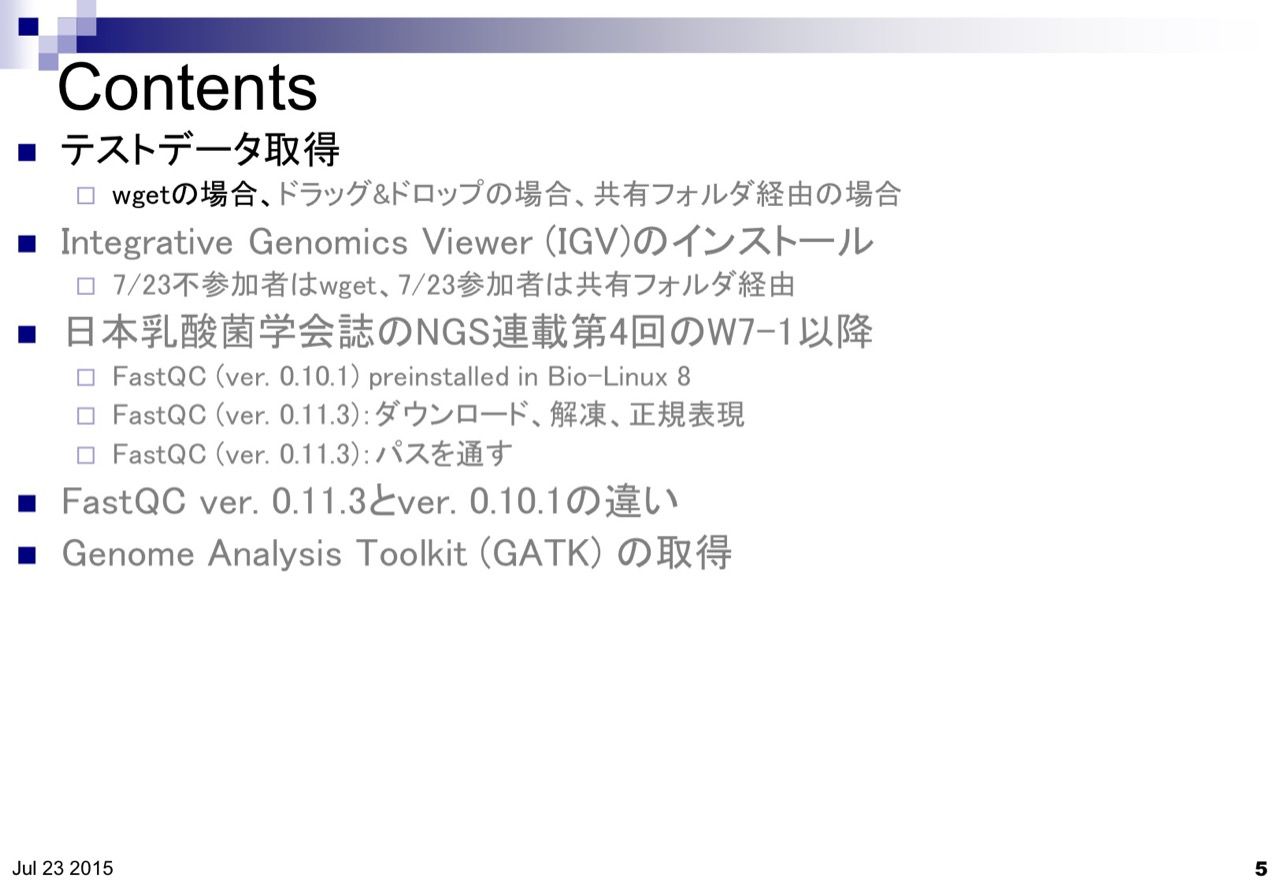 Contents
テストデータ取得
wgetの場合、ドラッグ&ドロップの場合、共有フォルダ経由の場合
Integrative Genomics Viewer (IGV)のインストール
7/23不参加者はwget、7/23参加者は共有フォルダ経由
日本乳酸菌学会誌のNGS連載第4回のW7-1以降
FastQC (ver. 0.10.1) preinstalled in Bio-Linux 8
FastQC (ver. 0.11.3):ダウンロード、解凍、正規表現
FastQC (ver. 0.11.3):パスを通す
FastQC ver. 0.11.3とver. 0.10.1の違い
Genome Analysis Toolkit (GATK) の取得
Jul 23 2015
5